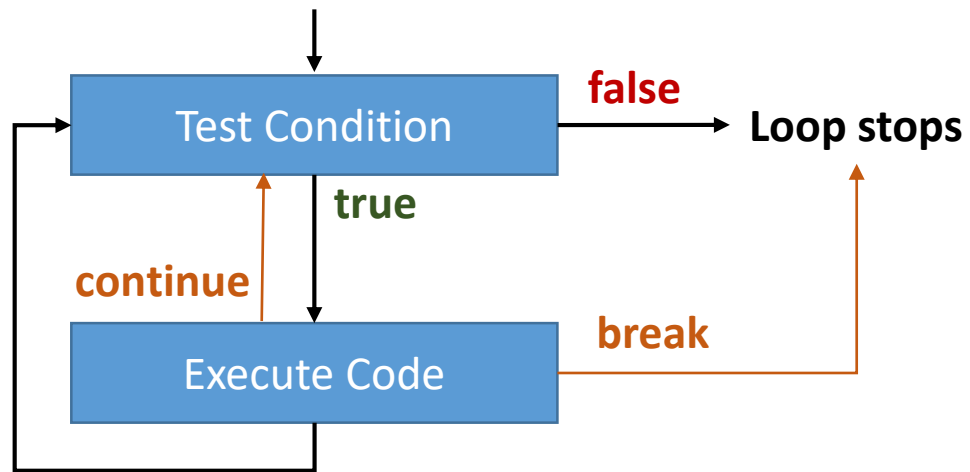 false
Test Condition
Loop stops
true
continue
break
Execute Code